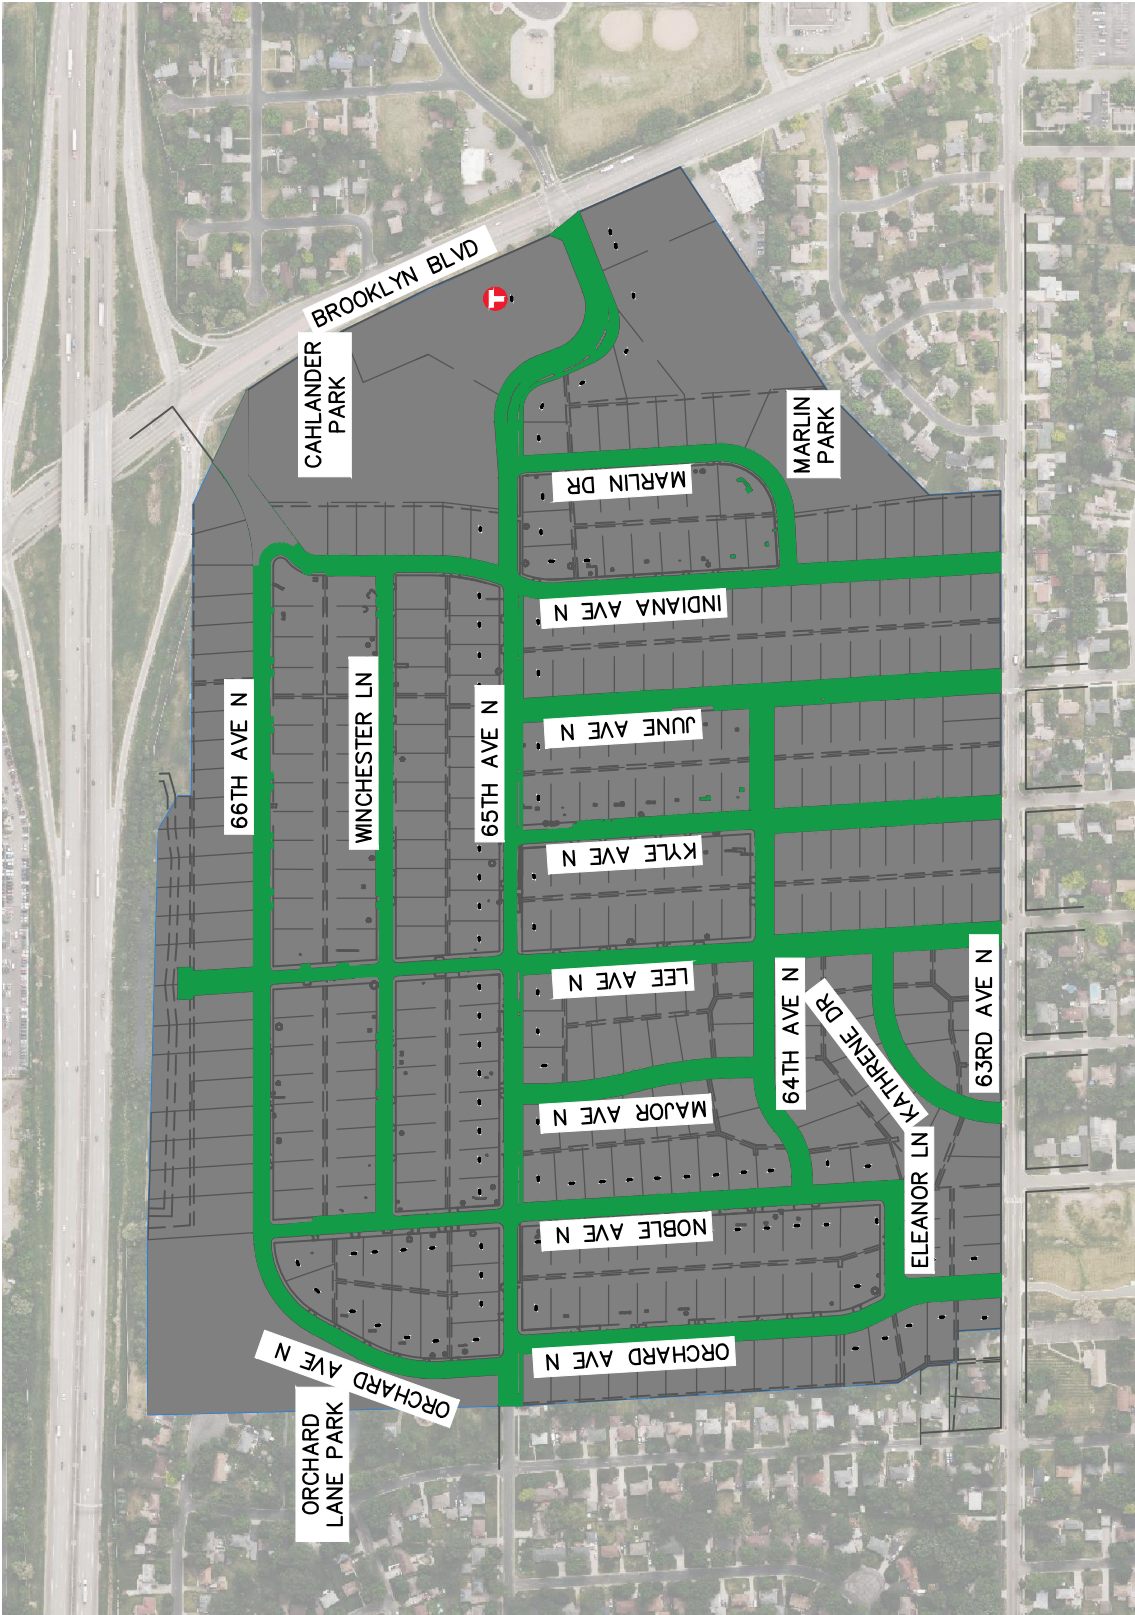 BROOKLYN BLVD
T
CAHLANDER
PARK
MARLIN
PARK
MARLIN DR
INDIANA AVE N
66TH AVE N
WINCHESTER LN
65TH AVE N
JUNE AVE N
KYLE AVE N
LEE AVE N
64TH AVE N
KATHRENE DR
63RD AVE N
MAJOR AVE N
ELEANOR LN
NOBLE AVE N
ORCHARD AVE N
ORCHARD AVE N
ORCHARD
LANE PARK